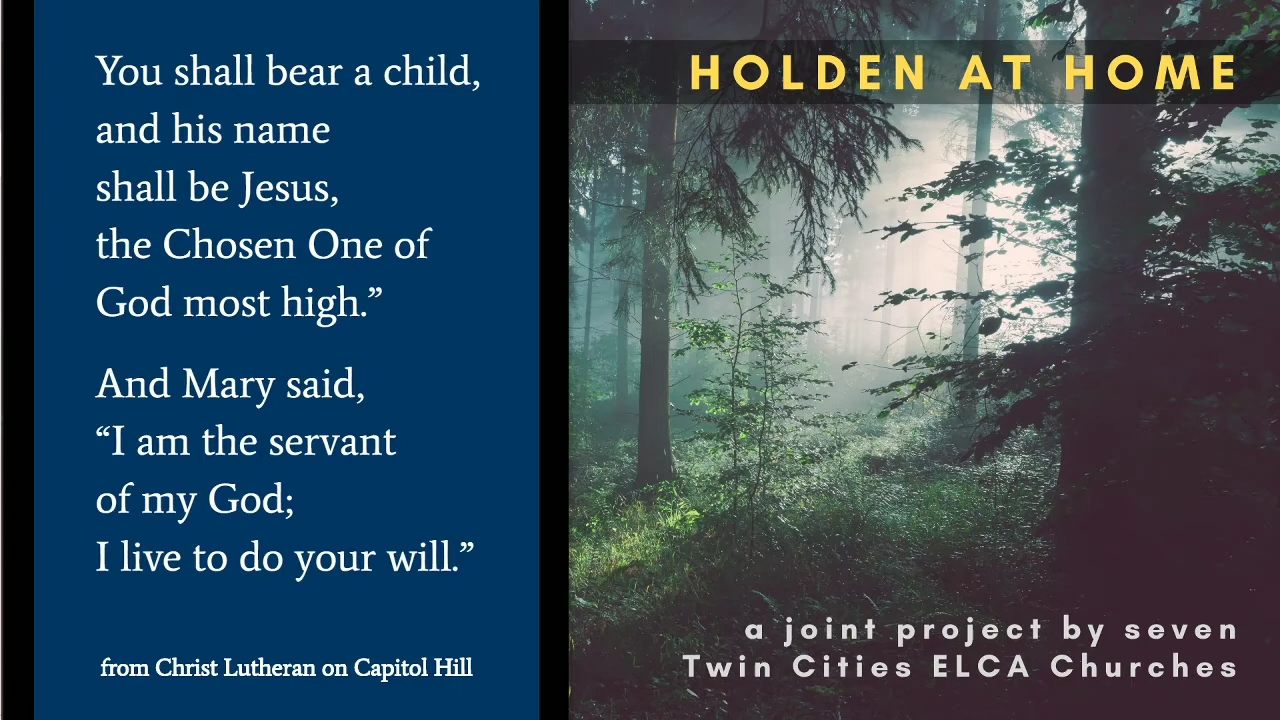 You shall bear a child,
and his name
shall be Jesus,
the Chosen One of
God most high.”
And Mary said,
“I am the servant
of my God;
I live to do your will.”
from Christ Lutheran on Capitol Hill
HOLDEN AT HOME
a joint project by seven
Twin Cities ELCA Churches